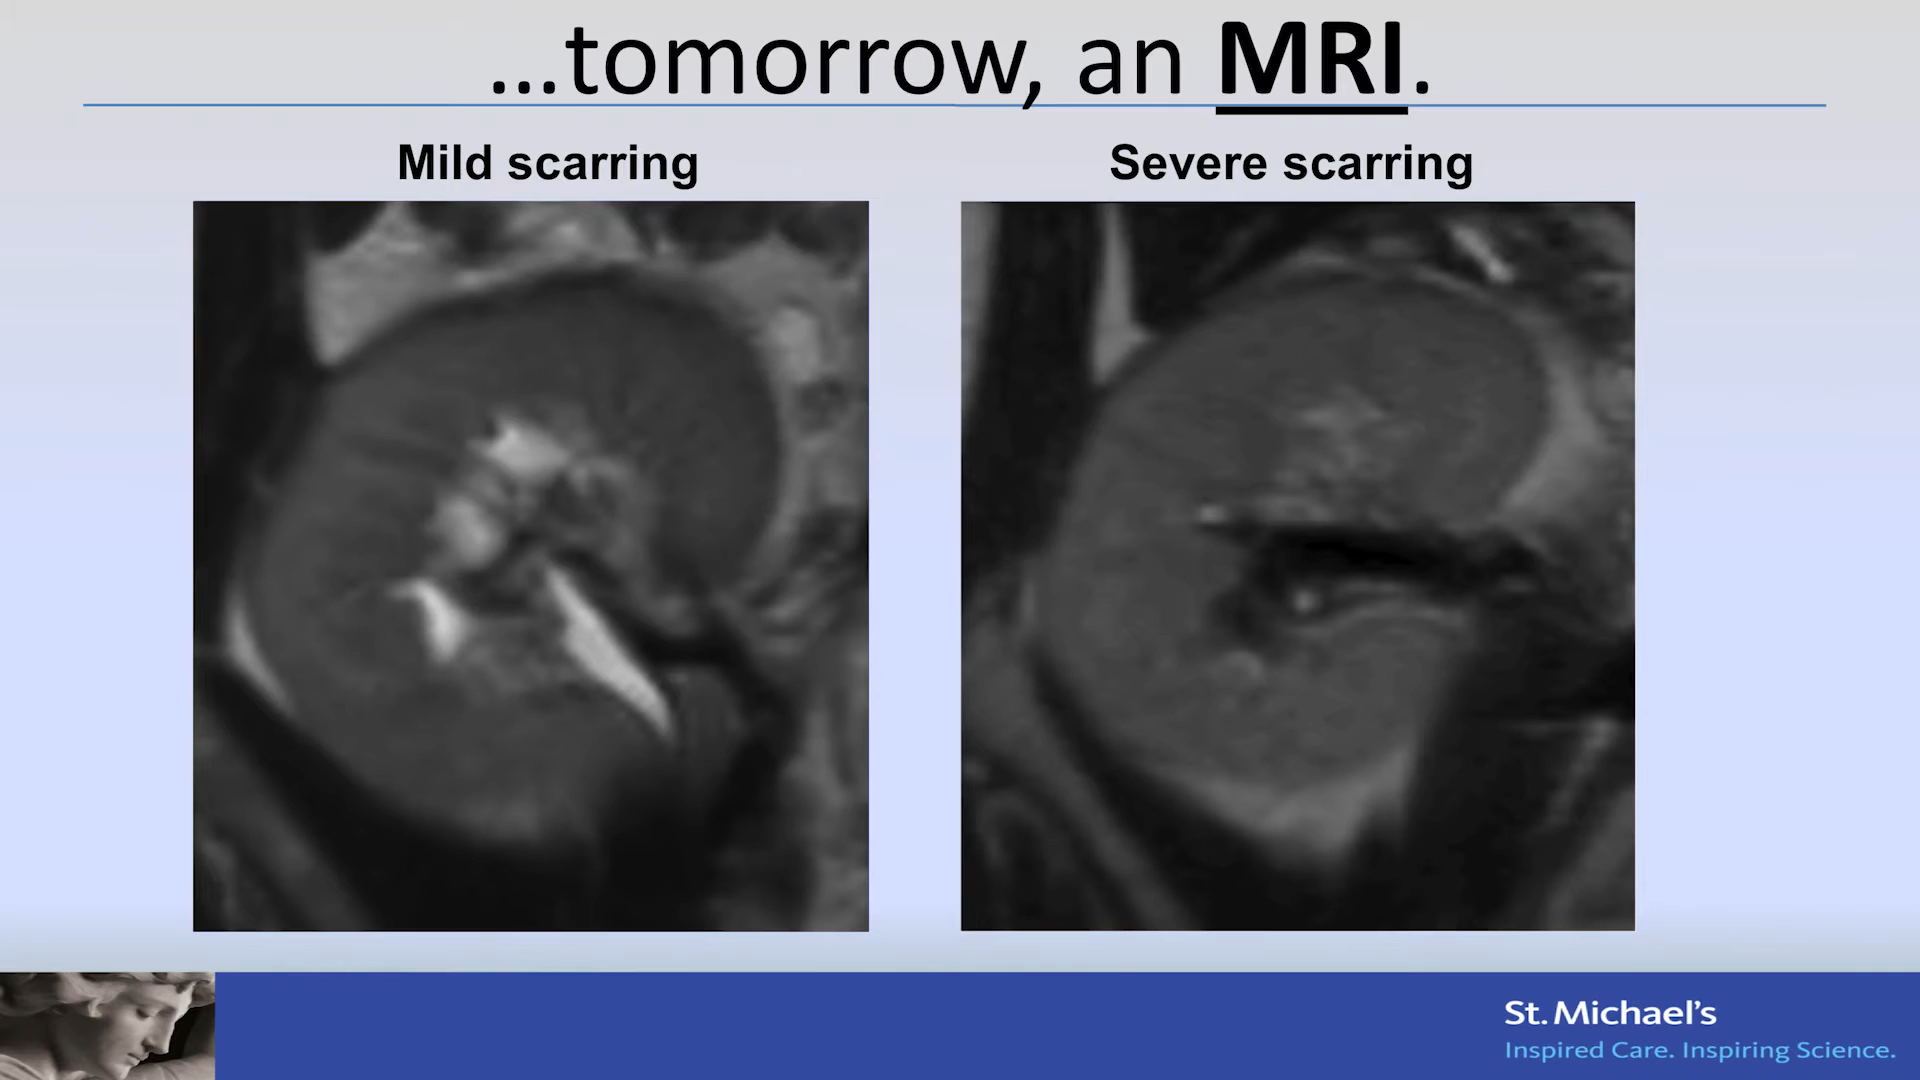 ...tomorrow, an MRI.
Mild scarring
Severe scarring
St. Michael's
Inspired Care. Inspiring Science.